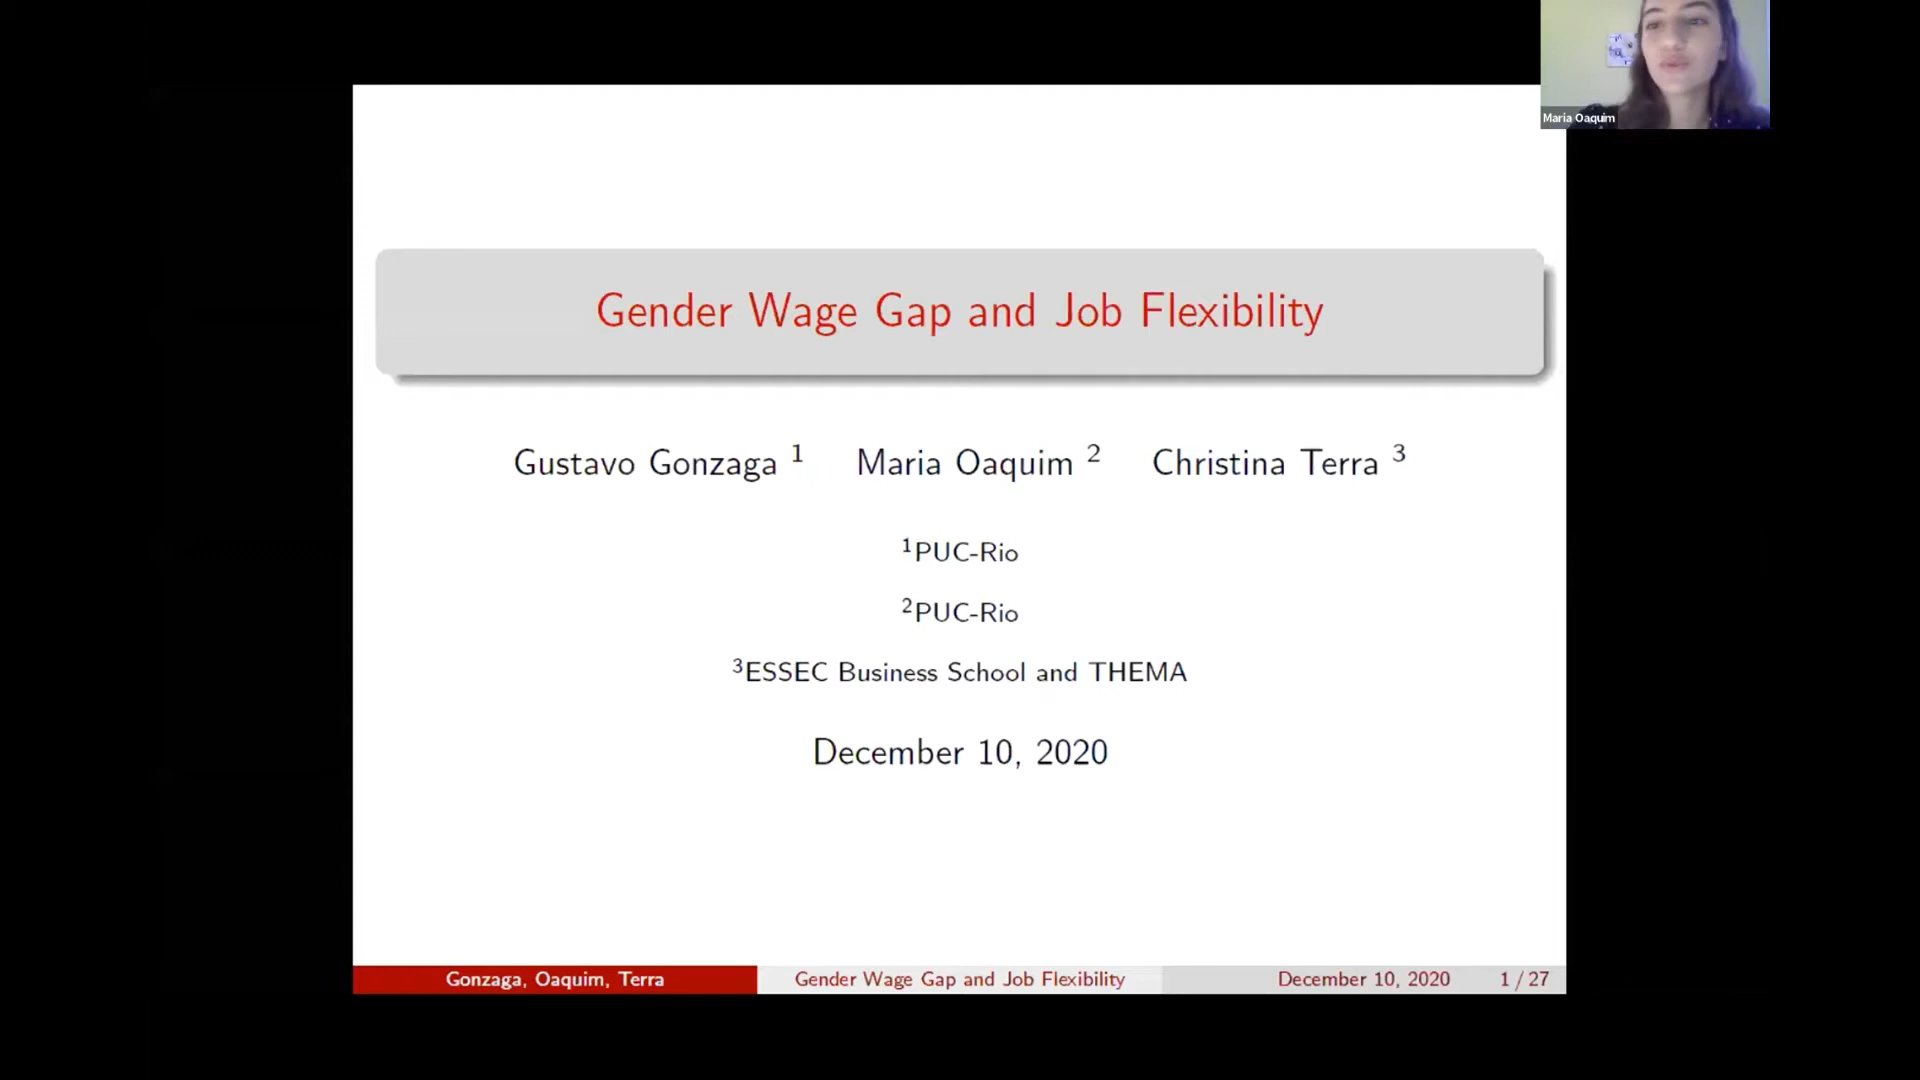 Maria Oaquim
Gender Wage Gap and Job Flexibility
Gustavo Gonzaga ¹ Maria Oaquim ² Christina Terra ³
¹PUC-Rio
²PUC-Rio
³ESSEC Business School and THEMA
December 10, 2020
Gonzaga, Oaquim, Terra Gender Wage Gap and Job Flexibility December 10, 2020 1 / 27